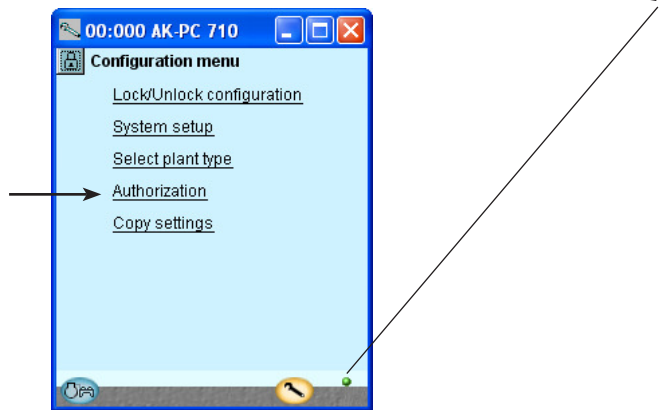 00:000 AK-PC 710
Configuration menu
Lock/Unlock configuration
System setup
Select plant type
Authorization
Copy settings